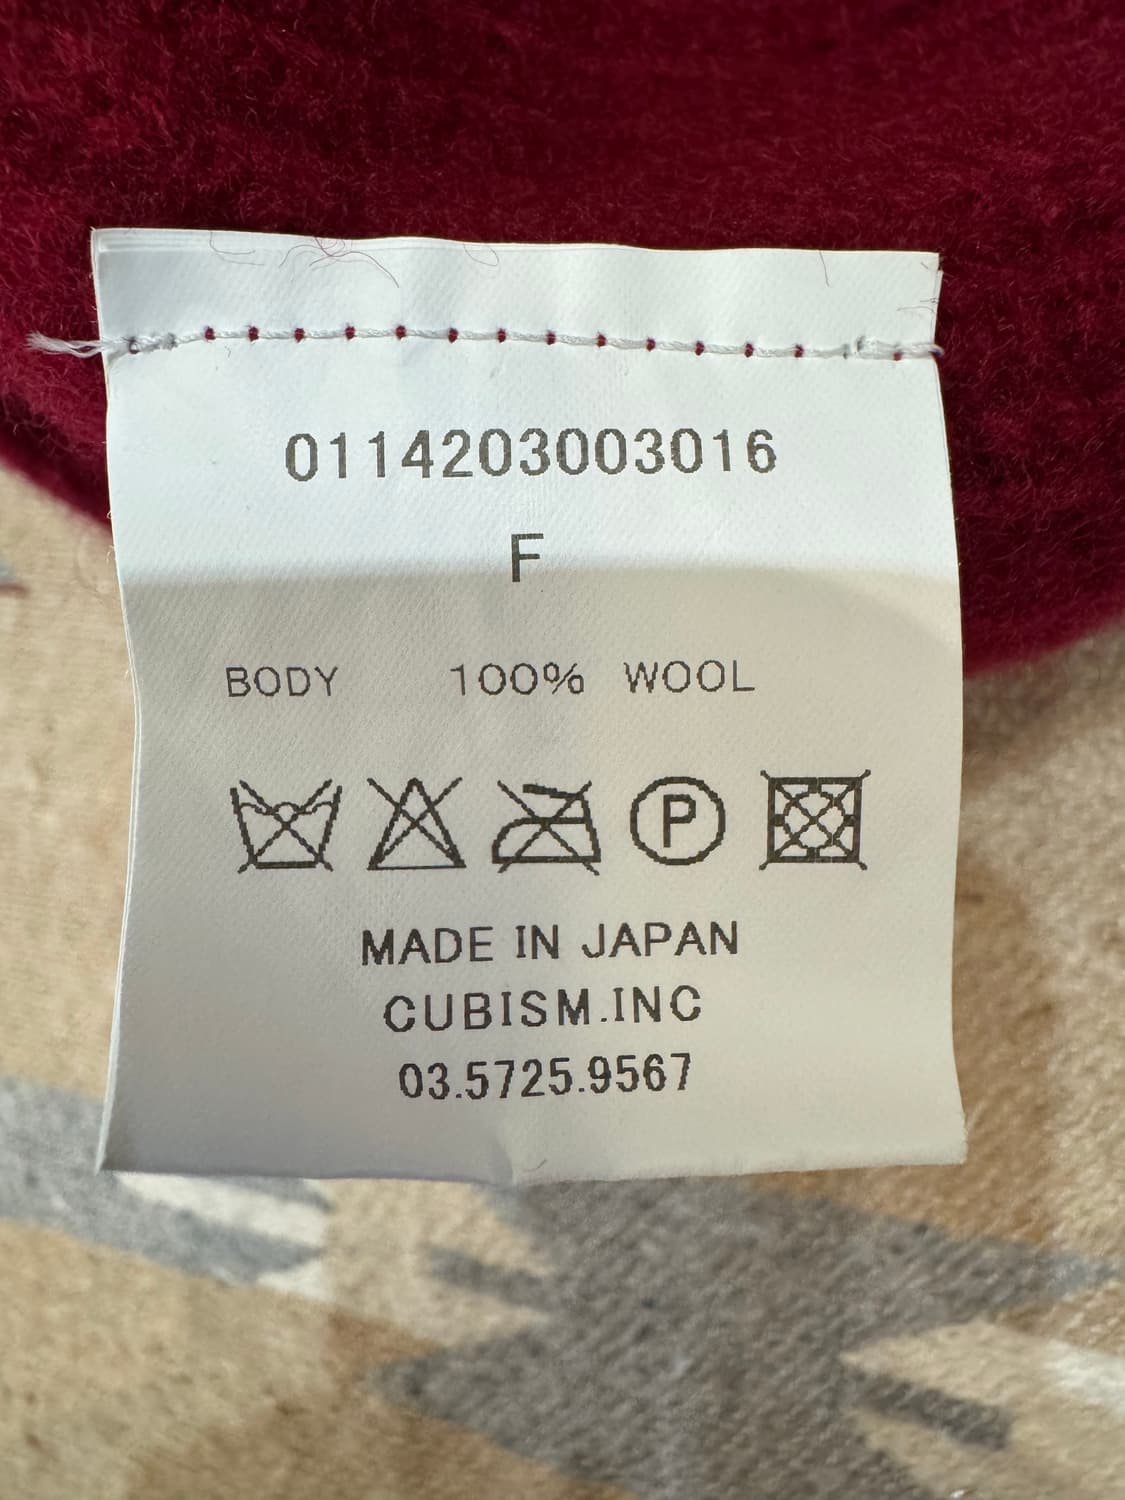 0114203003016
F
BODY 100% WOOL
P
MADE IN JAPAN
CUBISM.INC
03.5725.9567